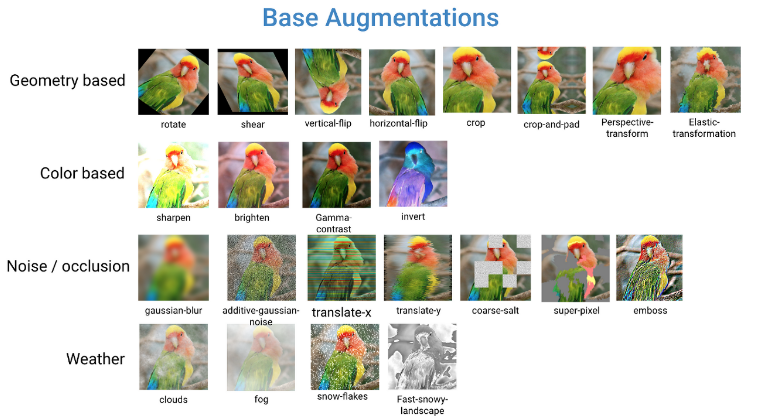 Base Augmentations
Geometry based
rotate
shear
vertical-flip
horizontal-flip
crop
crop-and-pad
Perspective-
transform
Elastic-
transformation
Color based
sharpen
brighten
Gamma-
contrast
invert
Noise / occlusion
gaussian-blur
additive-gaussian-
noise
translate-x
translate-y
coarse-salt
super-pixel
emboss
Weather
clouds
fog
snow-flakes
Fast-snowy-
landscape